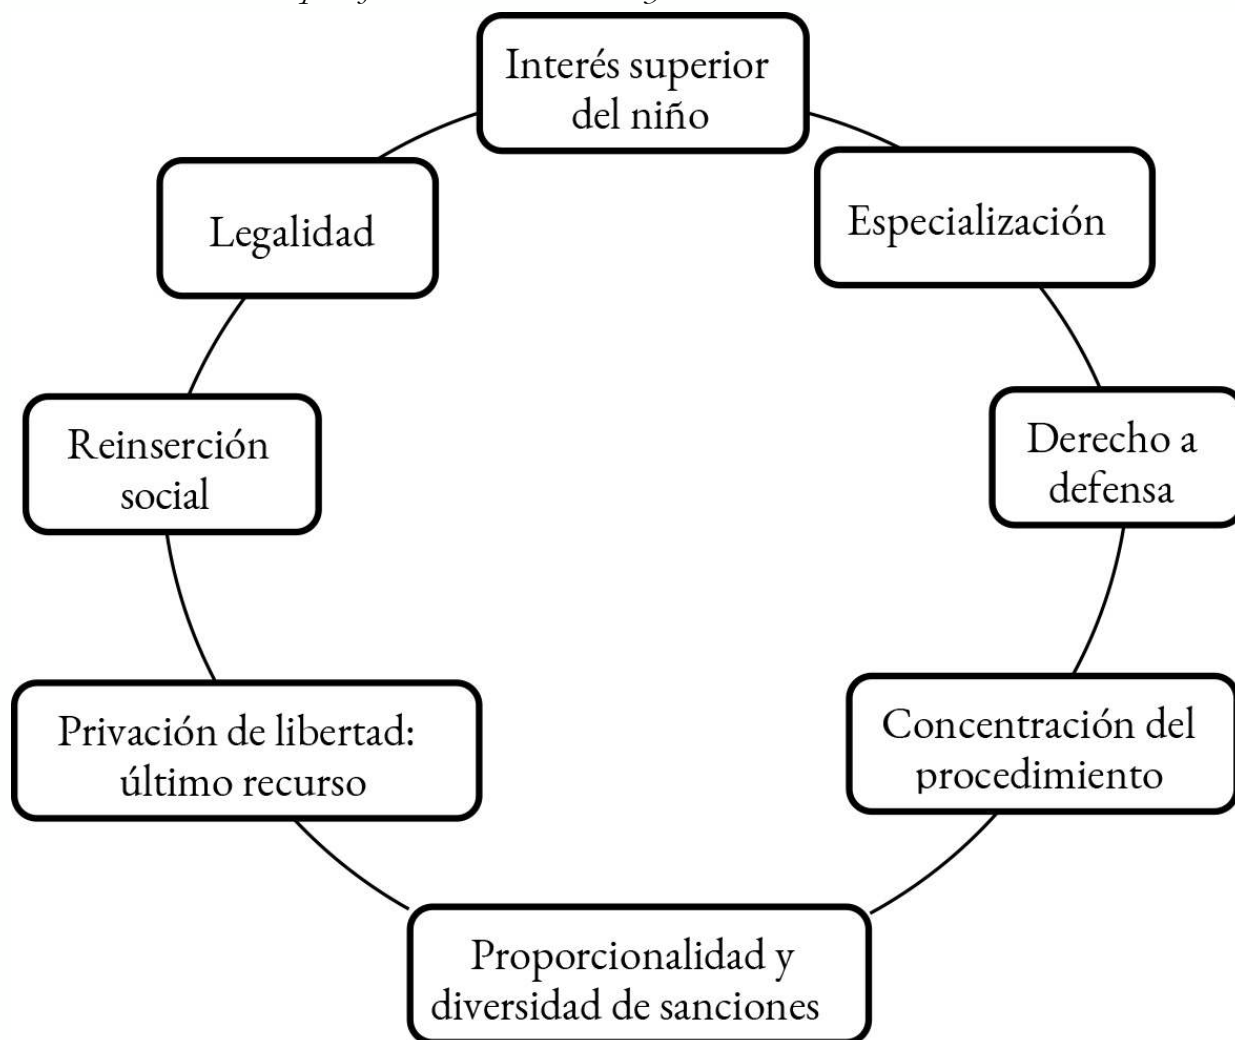 Interés superior
del niño
Especialización
Derecho a
defensa
Concentración del
procedimiento
Proporcionalidad y
diversidad de sanciones
Privación de libertad:
último recurso
Reinserción
social
Legalidad